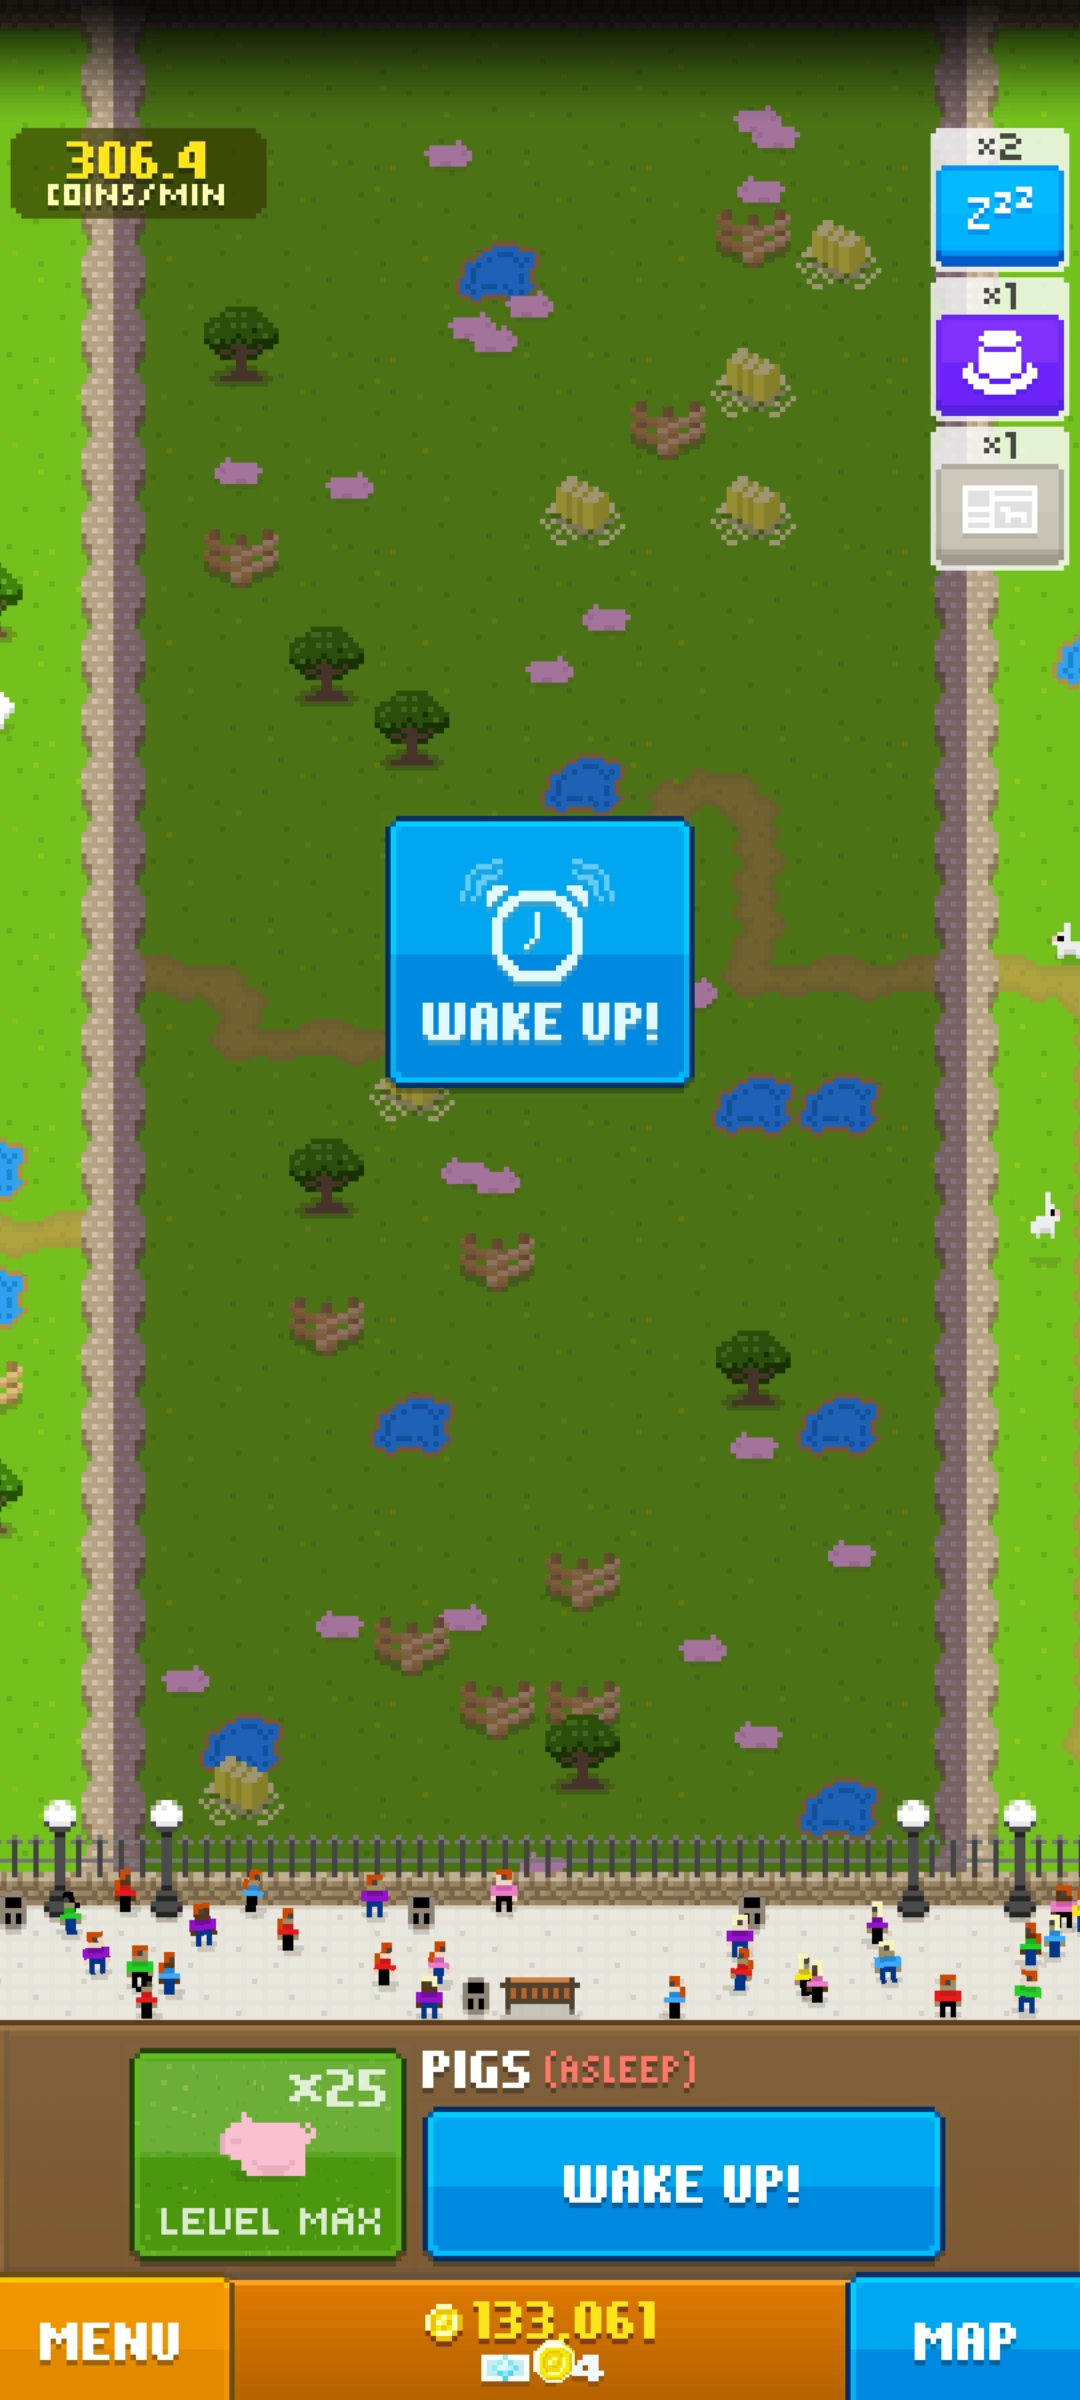 306.4
COINS/MIN
x2
zzz
x1
x1
WAKE UP!
x25
LEVEL MAX
PIGS (ASLEEP)
WAKE UP!
MENU
133,061
4
MAP